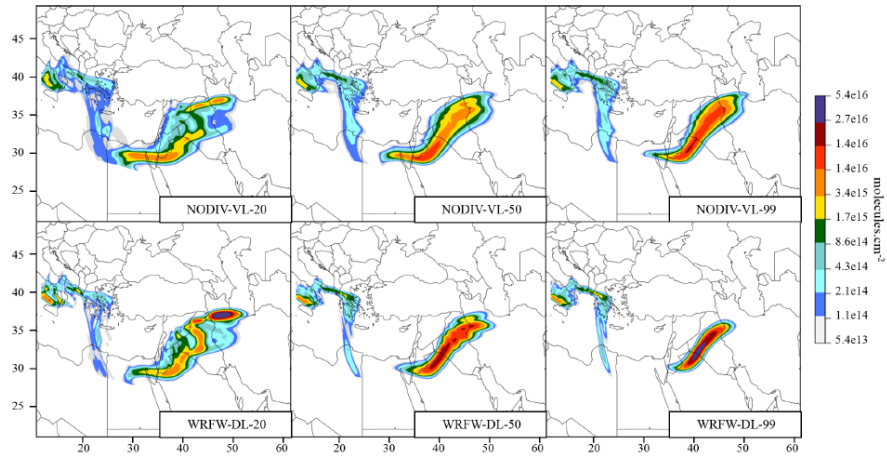 45
40
35
30
25
NODIV-VL-20
NODIV-VL-50
NODIV-VL-99
45
40
35
30
25
WRFW-DL-20
WRFW-DL-50
WRFW-DL-99
20 30 40 50 60
20 30 40 50 60
20 30 40 50 60
5.4e16
2.7e16
1.4e16
1.4e16
3.4e15
1.7e15
8.6e14
4.3e14
2.1e14
1.1e14
5.4e13
molecules.cm-2